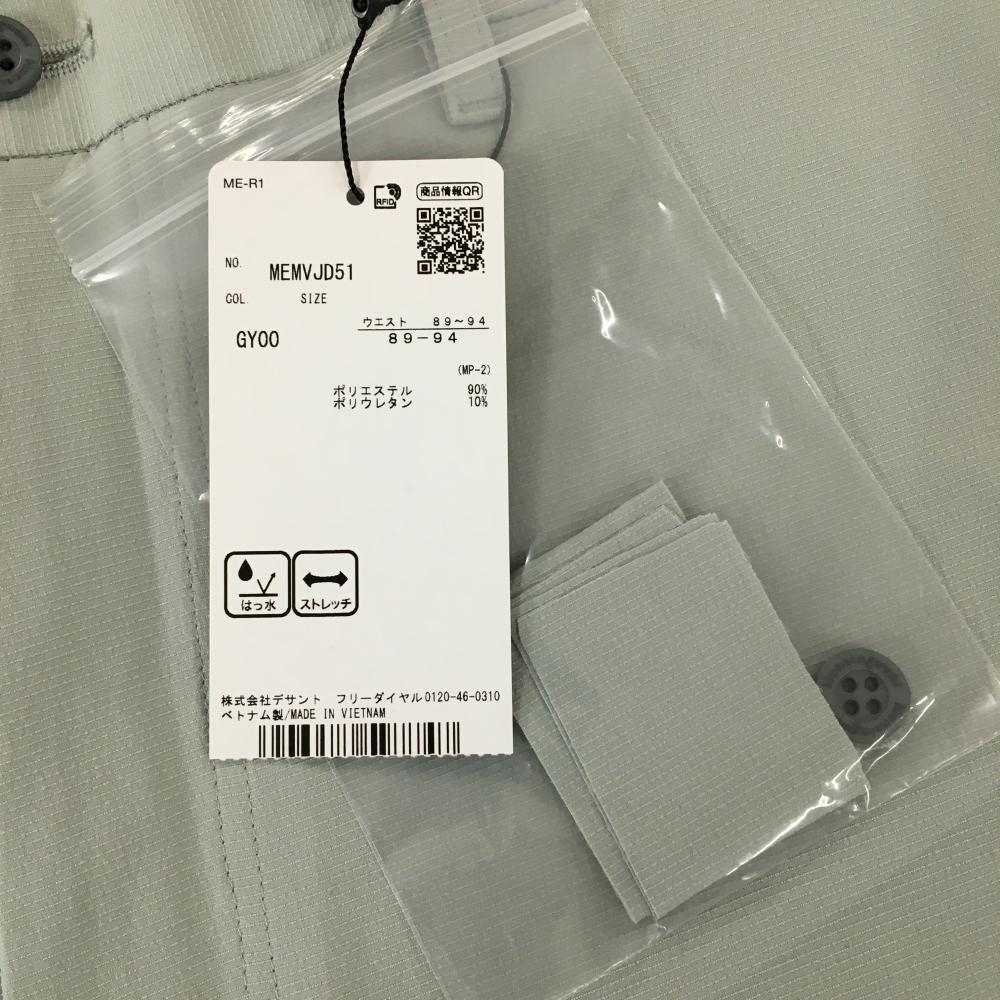 ME-R1
RFID
商品情報QR
NO. MEMVJD51
COL. SIZE
ウエスト 89〜94
GY00 89-94
(MP-2)
ポリエステル 90%
ポリウレタン 10%
はっ水 ストレッチ
株式会社デサント フリーダイヤル0120-46-0310
ベトナム製/MADE IN VIETNAM